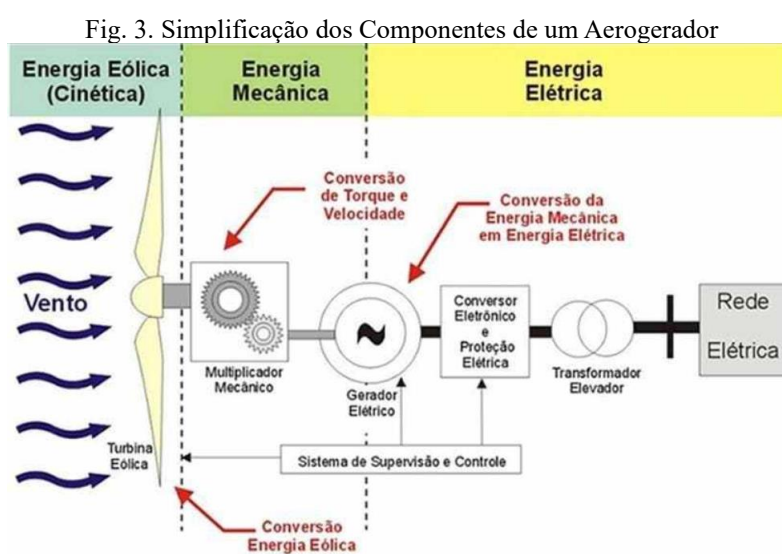 Fig. 3. Simplificação dos Componentes de um Aerogerador
Energia Eólica
(Cinética)
Energia
Mecânica
Energia
Elétrica
Conversão
de Torque e
Velocidade
Conversão da
Energia Mecânica
em Energia Elétrica
Vento
Multiplicador
Mecânico
Gerador
Elétrico
Conversor
Eletrônico
e
Proteção
Elétrica
Transformador
Elevador
Rede
Elétrica
Turbina
Eólica
Sistema de Supervisão e Controle
Conversão
Energia Eólica